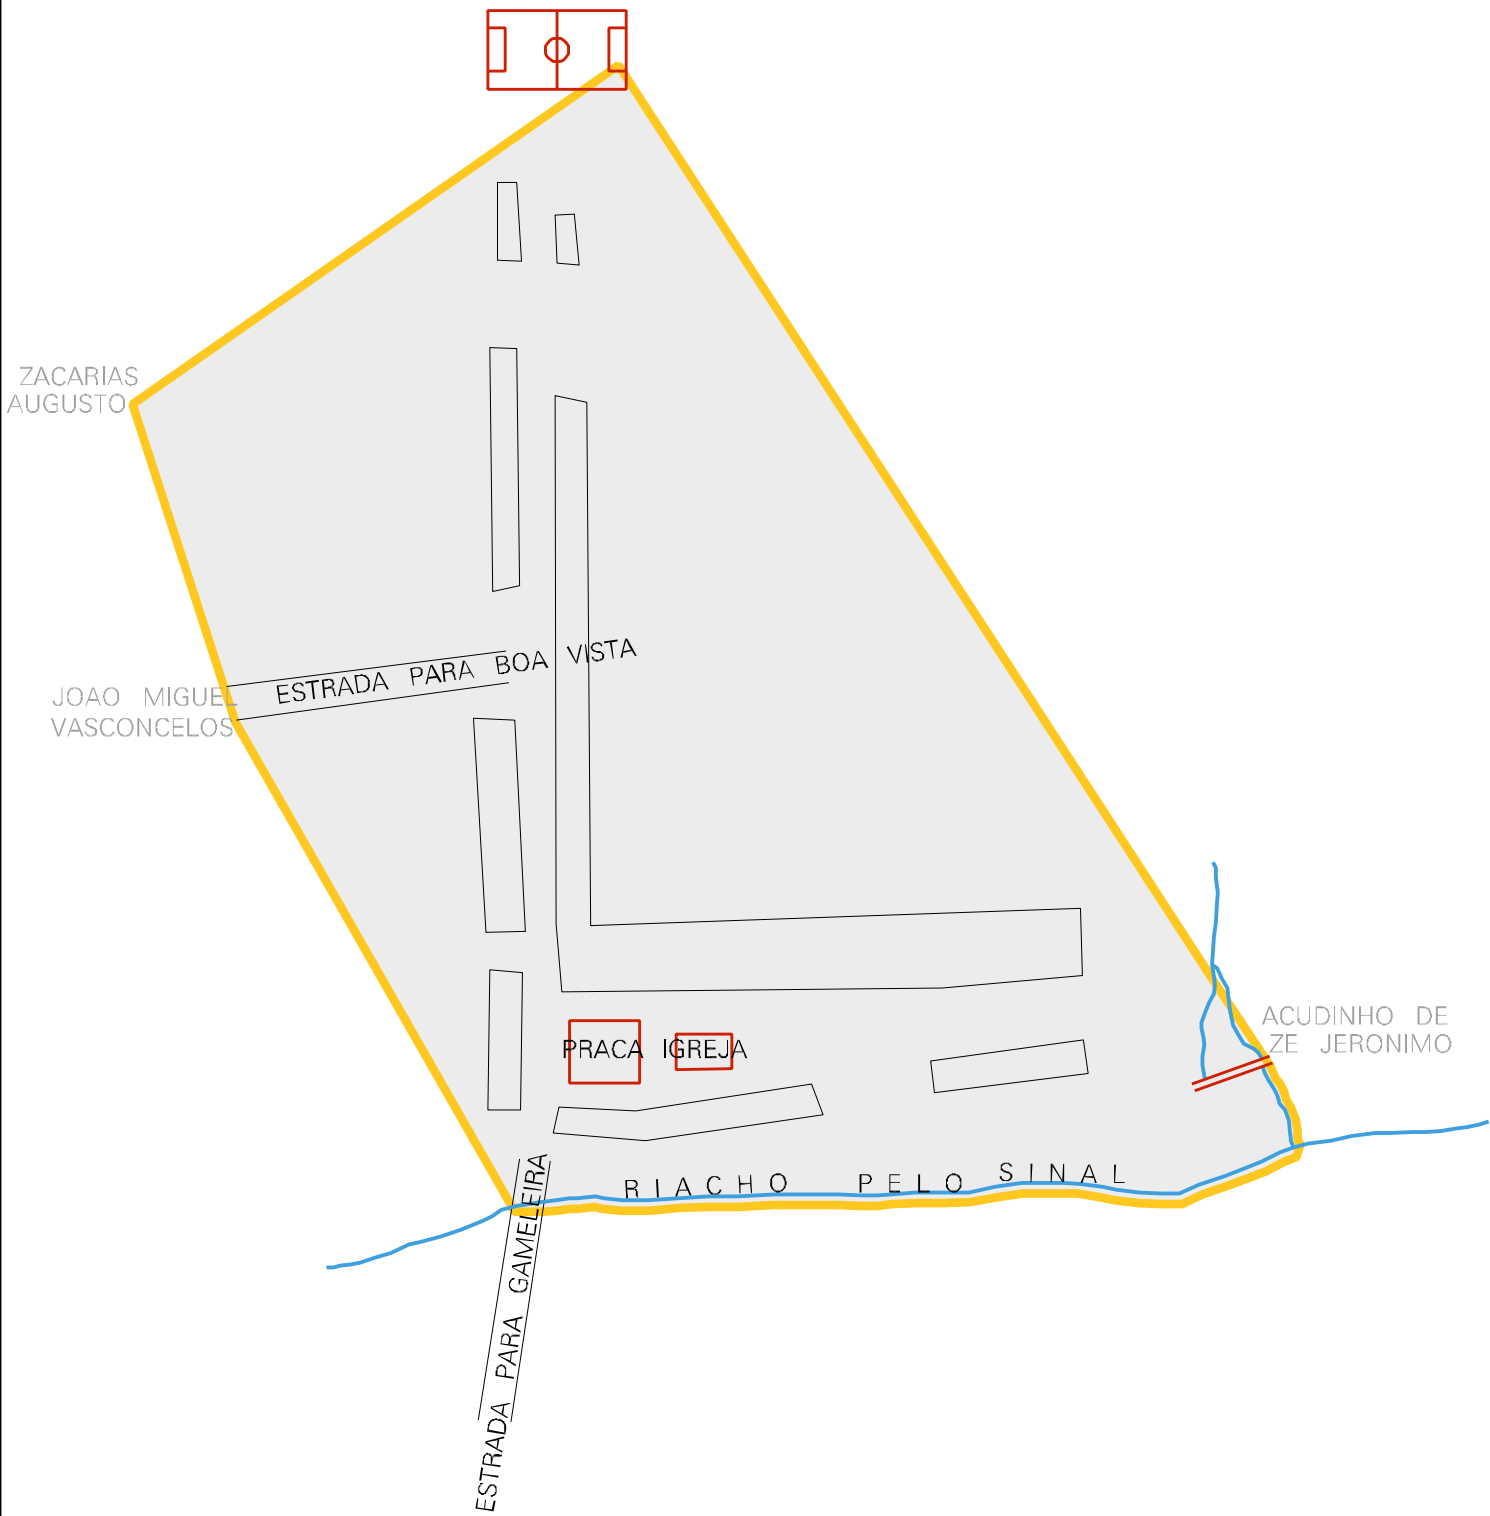 ZACARIAS
AUGUSTO
ESTRADA PARA BOA VISTA
JOAO MIGUEL
VASCONCELOS
ACUDINHO DE
ZE JERONIMO
PRACA
IGREJA
RIACHO PELO SINAL
ESTRADA PARA GAMELEIRA